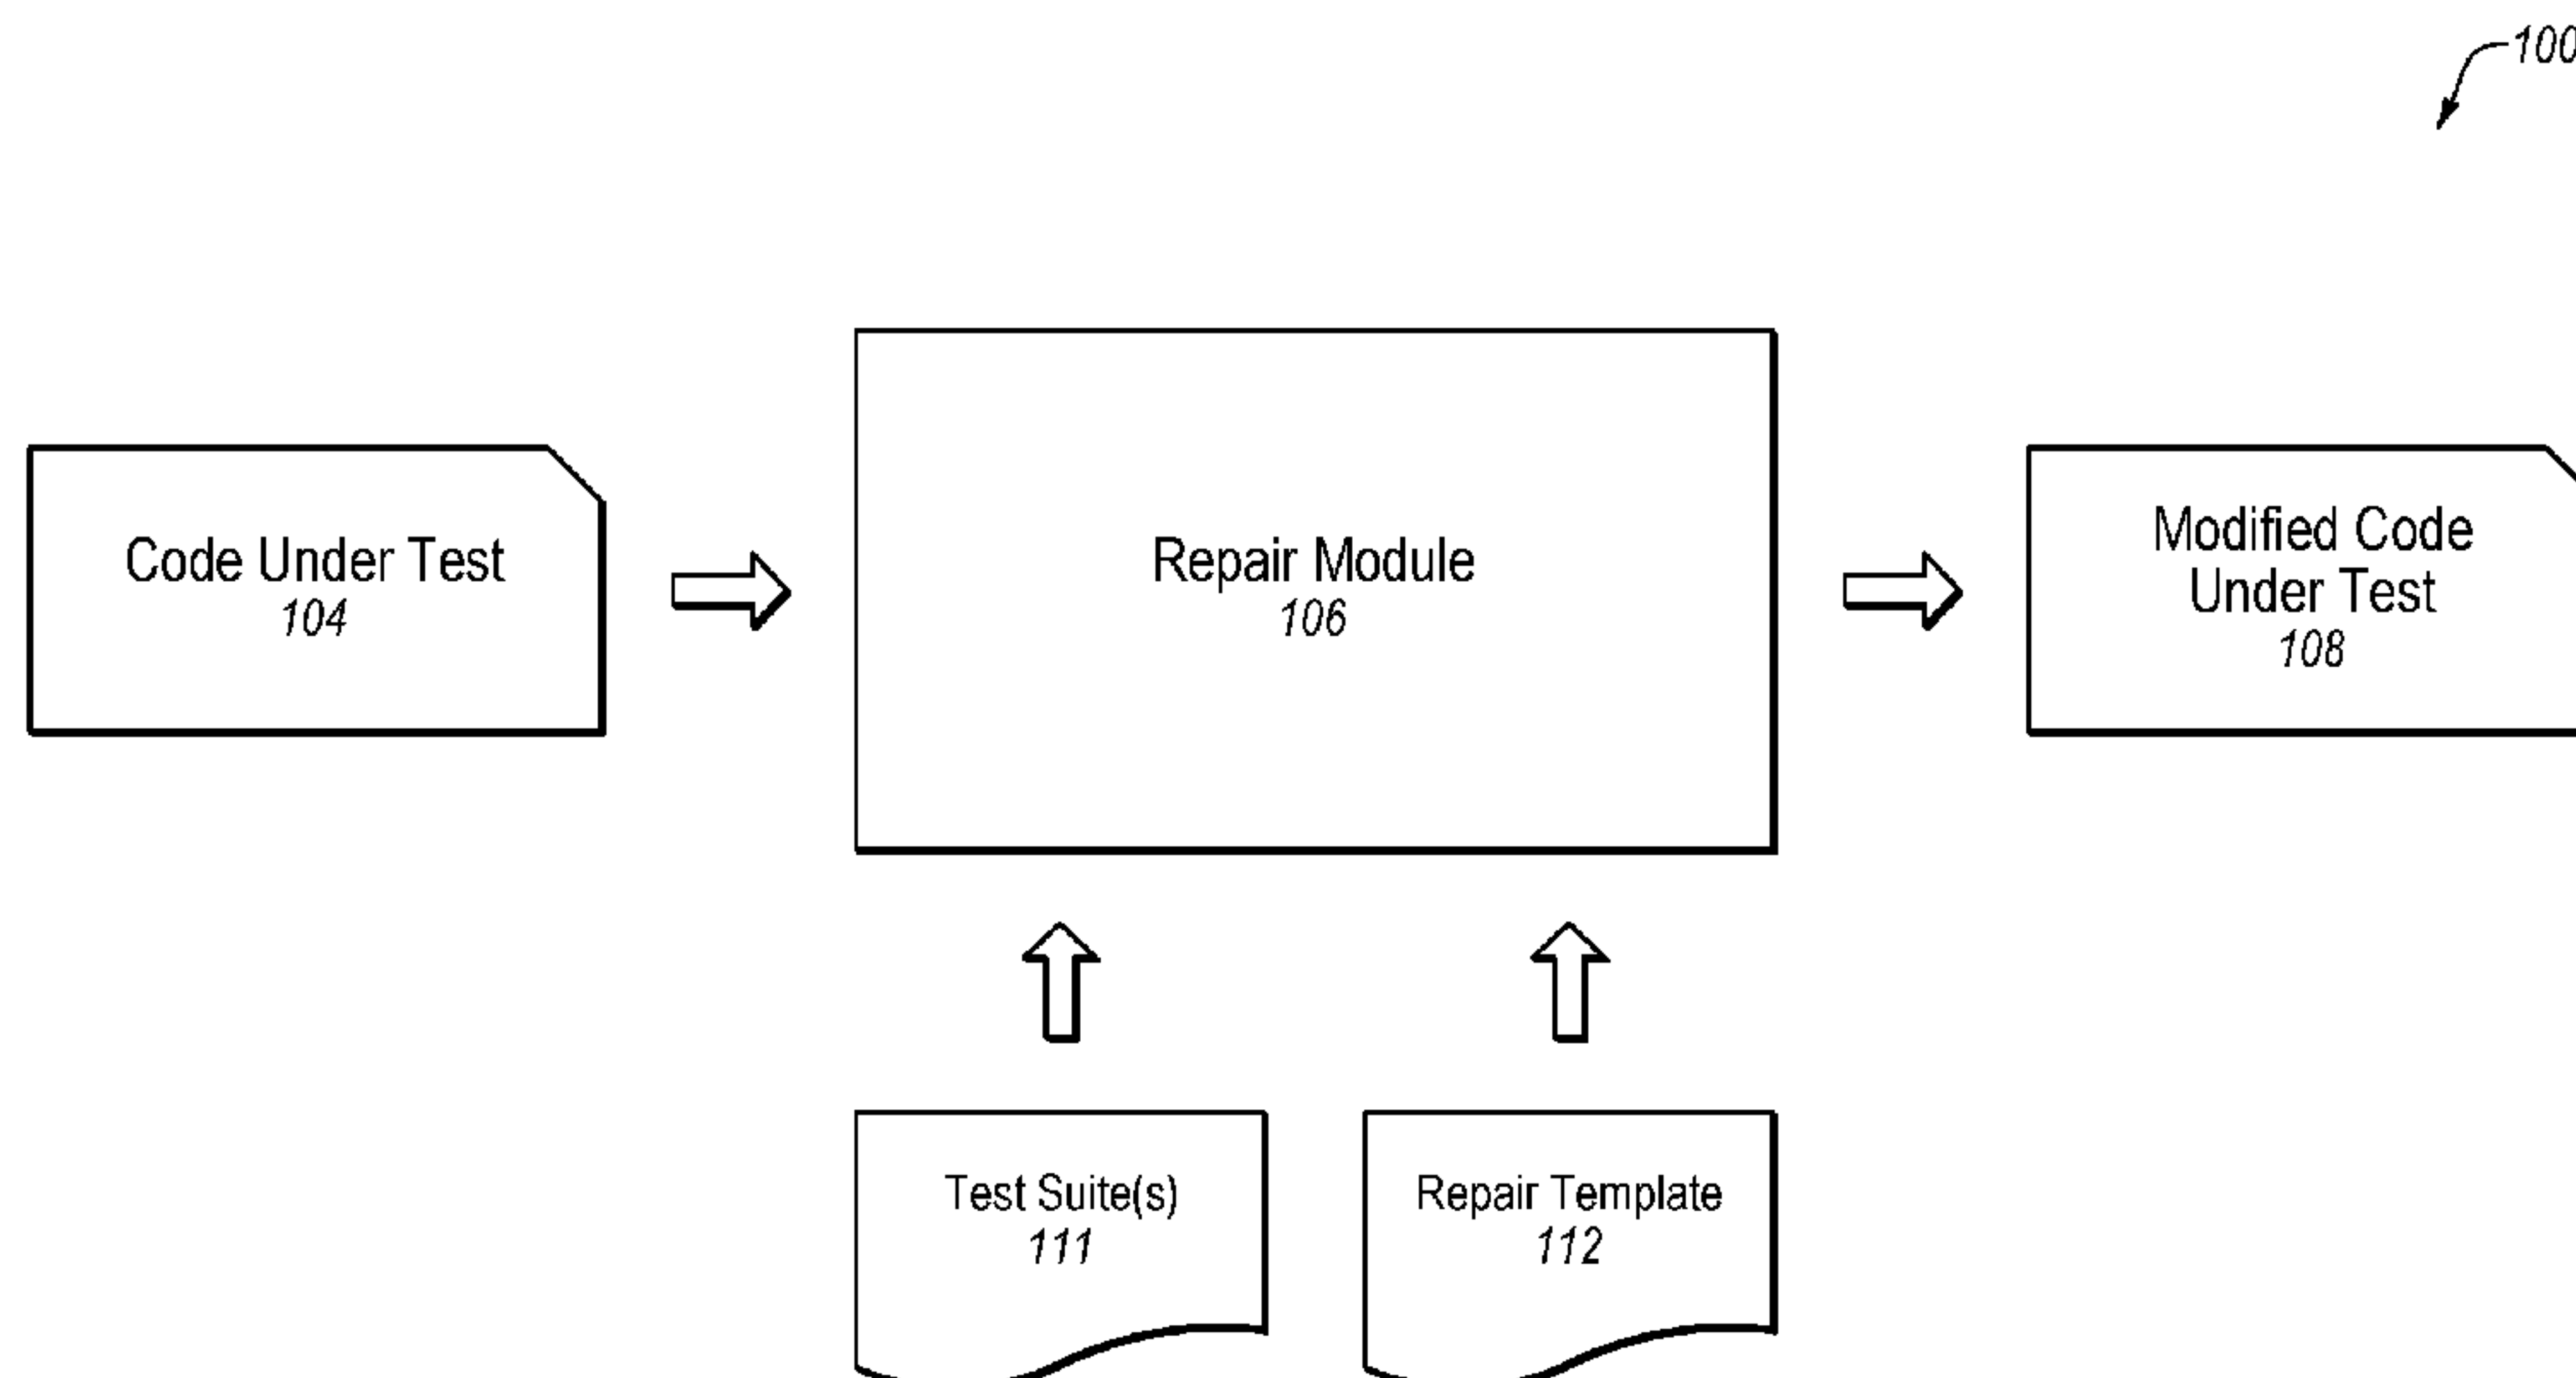 100
Code Under Test
104
Repair Module
106
Modified Code
Under Test
108
Test Suite(s)
111
Repair Template
112